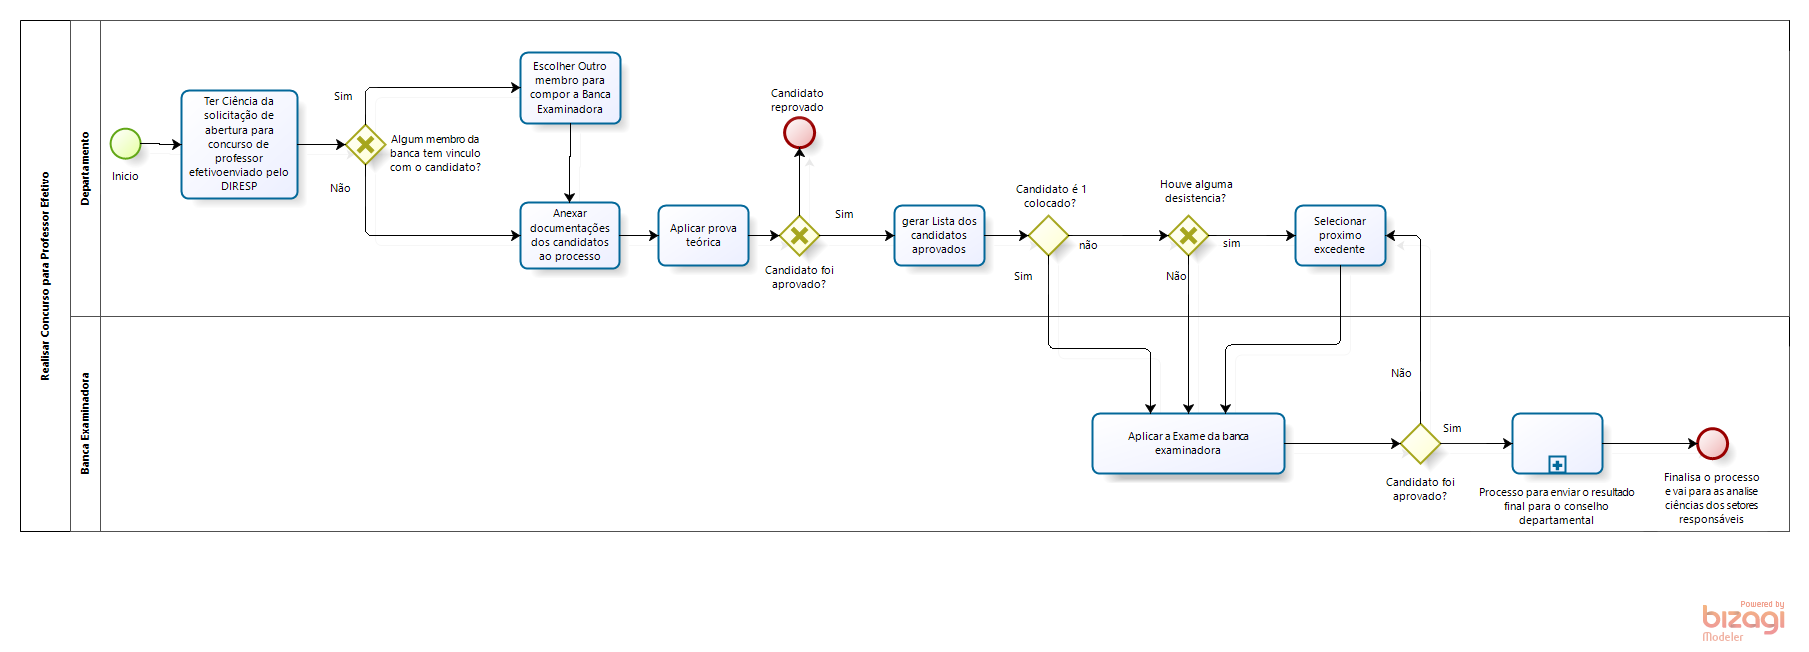 Realisar Concurso para Professor Efetivo
Departamento
Inicio
Ter Ciência da
solicitação de
abertura para
concurso de
professor
efetivoenviado pelo
DIRESP
Sim
Não
Algum membro da
banca tem vinculo
com o candidato?
Escolher Outro
membro para
compor a Banca
Examinadora
Anexar
documentações
dos candidatos
ao processo
Aplicar prova
teórica
Candidato
reprovado
Sim
Candidato foi
aprovado?
gerar Lista dos
candidatos
aprovados
Candidato é 1
colocado?
não
Sim
Houve alguma
desistencia?
sim
Não
Selecionar
proximo
excedente
Banca Examinadora
Aplicar a Exame da banca
examinadora
Não
Sim
Candidato foi
aprovado?
Processo para enviar o resultado
final para o conselho
departamental
Finalisa o processo
e vai para as analise
ciências dos setores
responsáveis
Powered by
bizagi
Modeler